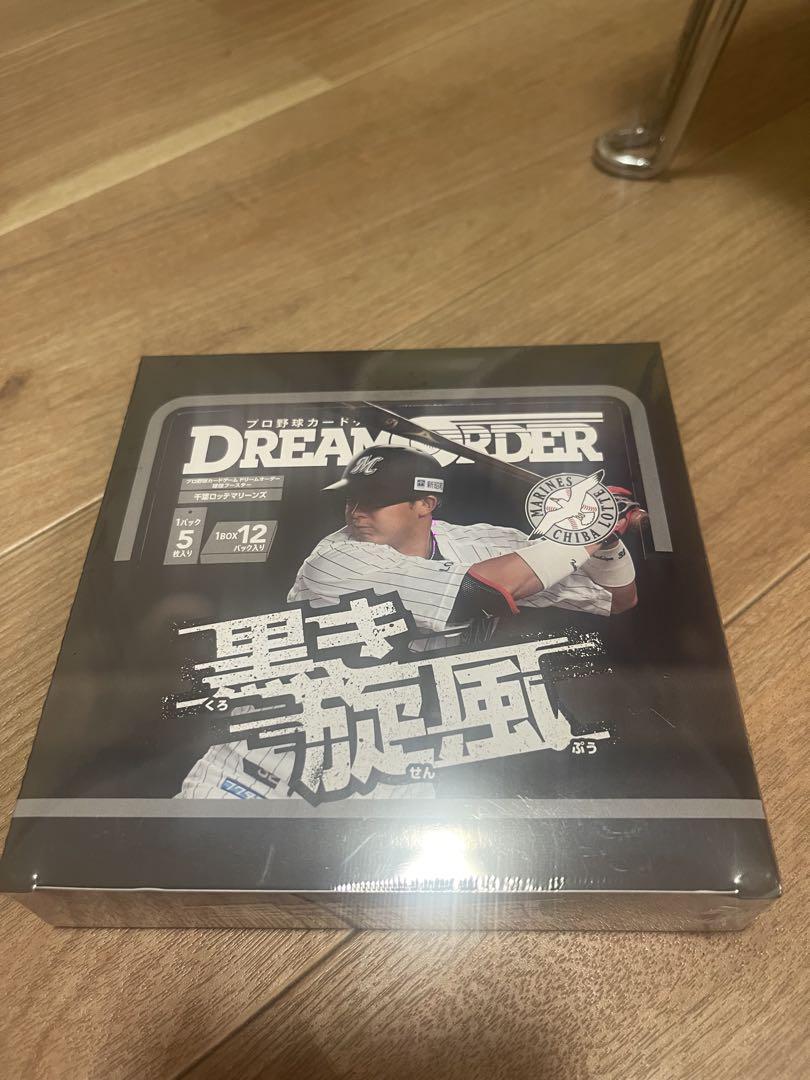 プロ野球カード
DREAM ORDER
プロ野球カードゲーム ドリームオーダー
球団ブースター
千葉ロッテマリーンズ
1パック
5
枚入り
1BOX 12
パック入り
M
MARINES
CHIBA LOTTE
黒き
くろ
旋風
せん
ぷう